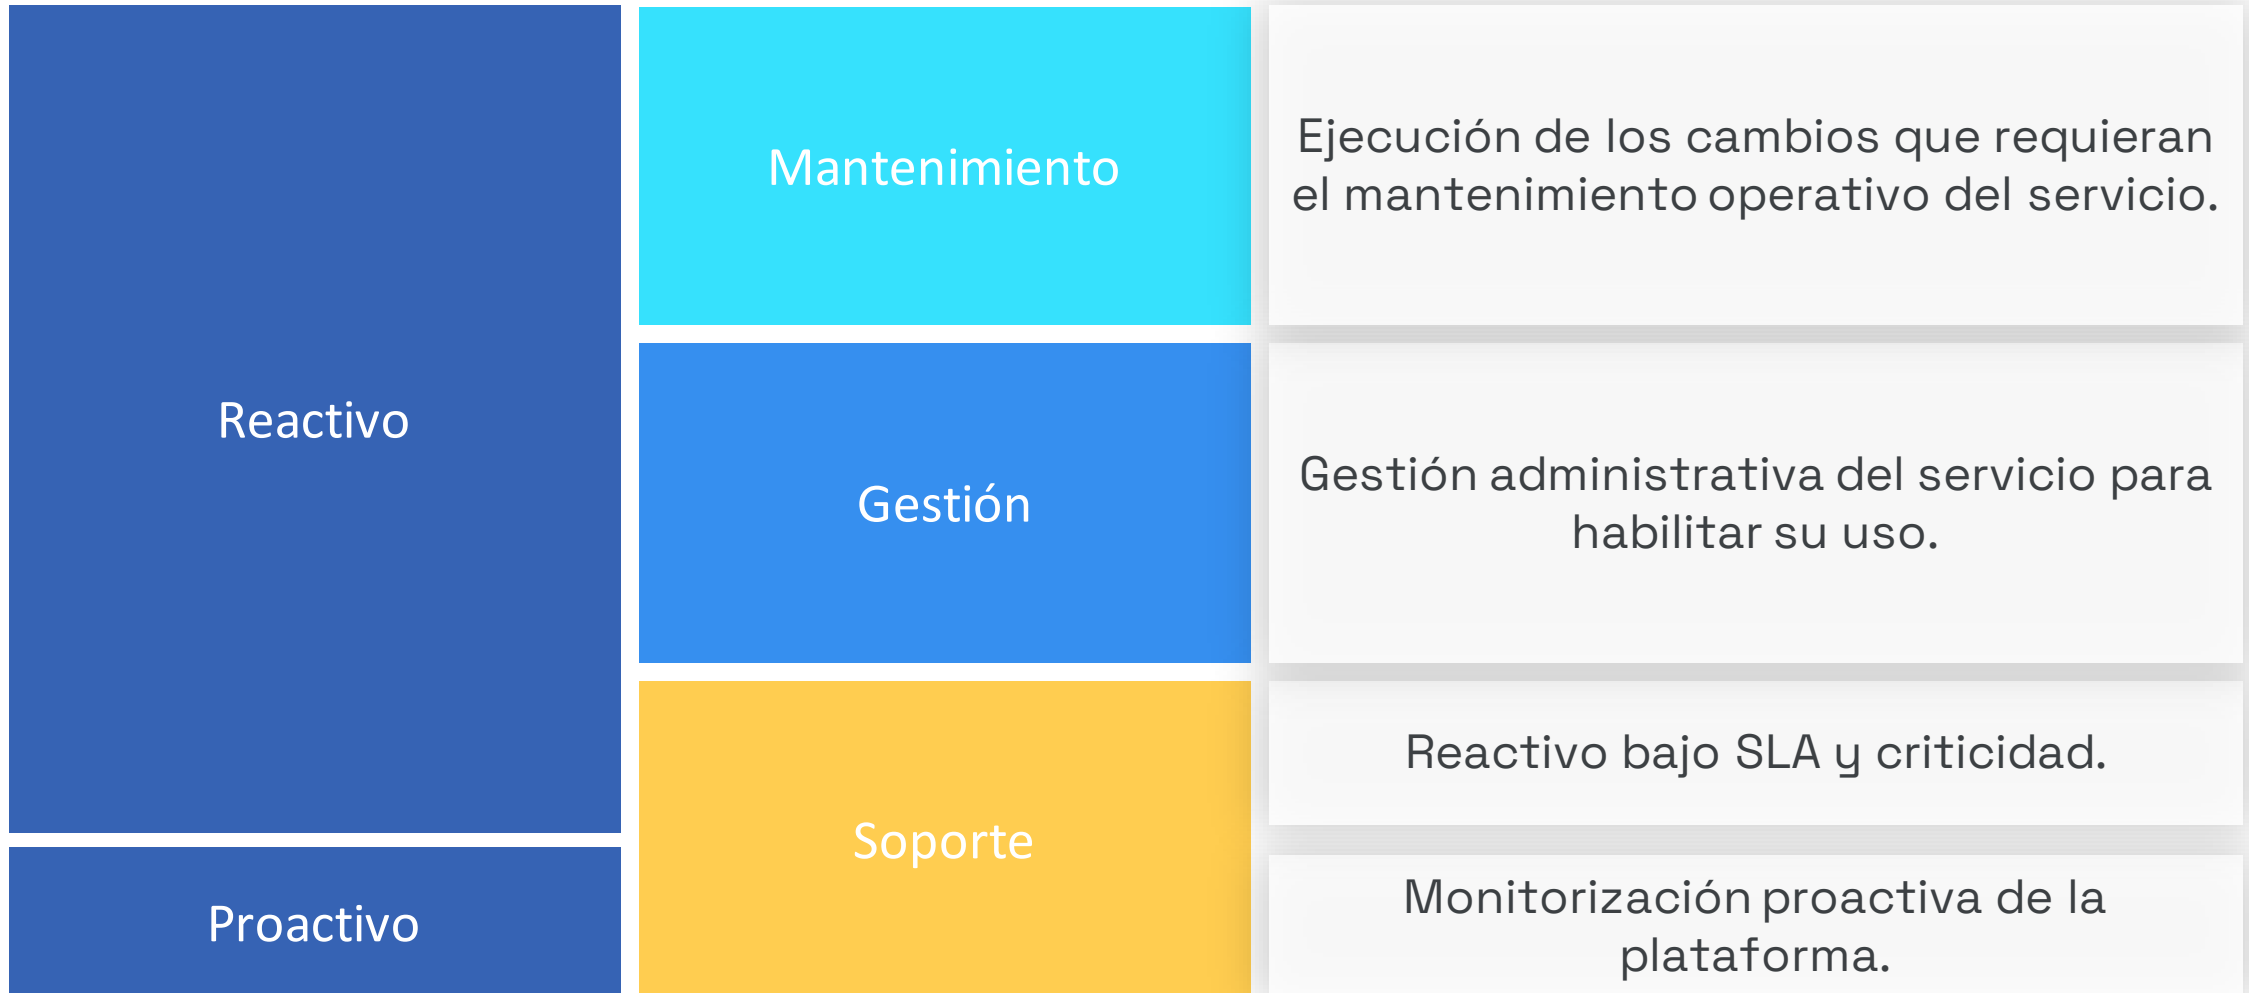 Reactivo
Mantenimiento
Ejecución de los cambios que requieran
el mantenimiento operativo del servicio.
Gestión
Gestión administrativa del servicio para
habilitar su uso.
Soporte
Reactivo bajo SLA y criticidad.
Proactivo
Monitorización proactiva de la
plataforma.